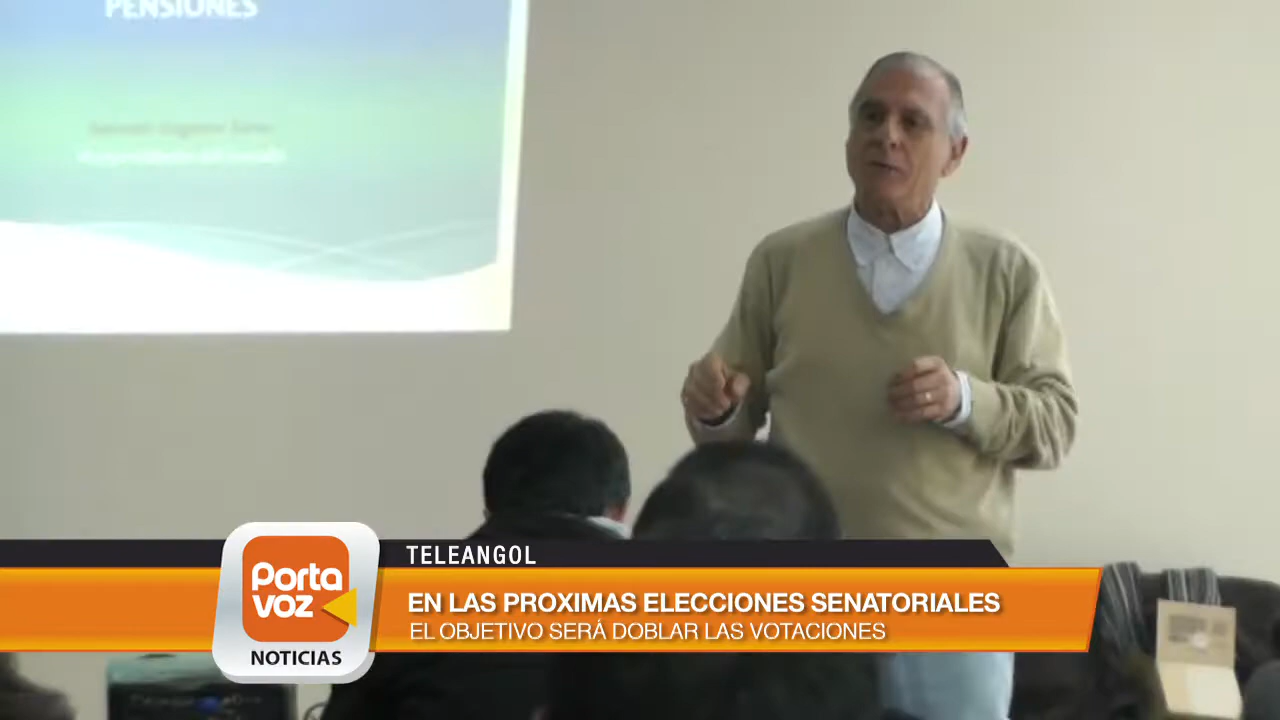 PENSIONES
TELEANGOL
EN LAS PROXIMAS ELECCIONES SENATORIALES
EL OBJETIVO SERÁ DOBLAR LAS VOTACIONES
Porta
voz
NOTICIAS